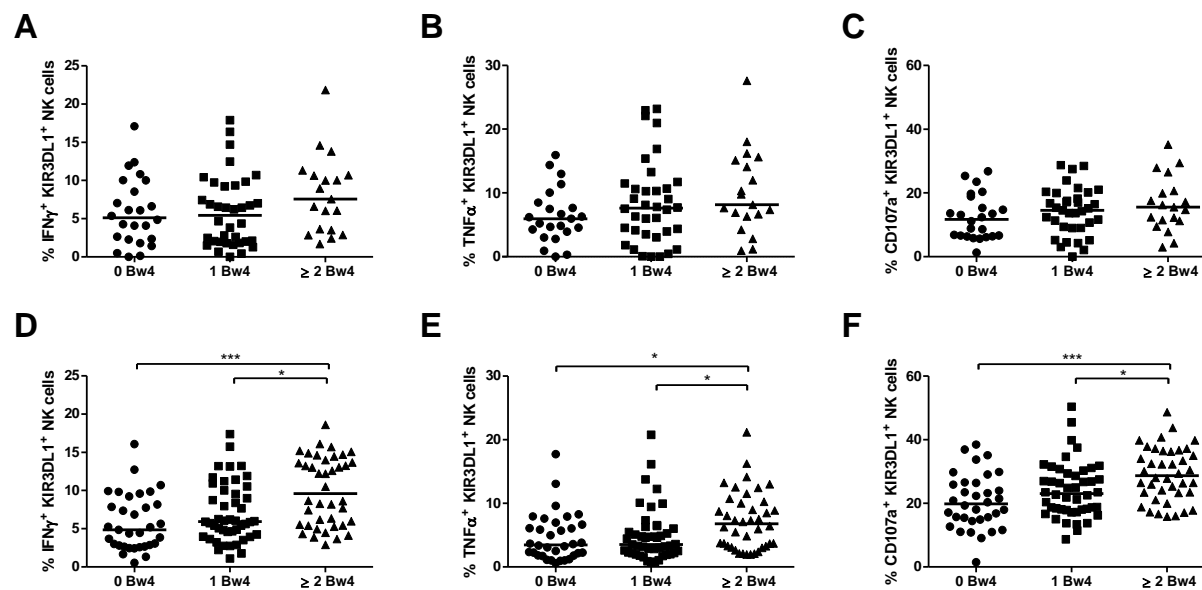 A
% IFNγ⁺ KIR3DL1⁺ NK cells
25
20
15
10
5
0
0 Bw4
1 Bw4
≥ 2 Bw4
B
% TNFα⁺ KIR3DL1⁺ NK cells
30
20
10
0
0 Bw4
1 Bw4
≥ 2 Bw4
C
% CD107a⁺ KIR3DL1⁺ NK cells
60
40
20
0
0 Bw4
1 Bw4
≥ 2 Bw4
D
% IFNγ⁺ KIR3DL1⁺ NK cells
25
20
15
10
5
0
***
*
0 Bw4
1 Bw4
≥ 2 Bw4
E
% TNFα⁺ KIR3DL1⁺ NK cells
30
20
10
0
*
*
0 Bw4
1 Bw4
≥ 2 Bw4
F
% CD107a⁺ KIR3DL1⁺ NK cells
60
40
20
0
***
*
0 Bw4
1 Bw4
≥ 2 Bw4